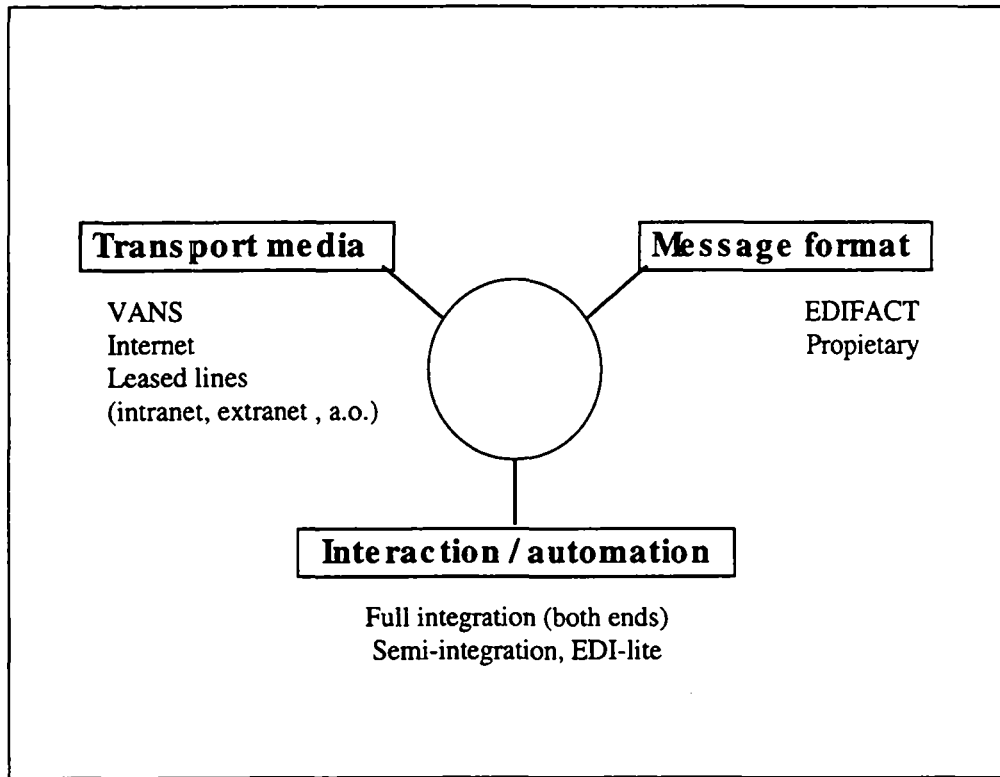 Transport media
VANS
Internet
Leased lines
(intranet, extranet , a.o.)
Message format
EDIFACT
Propietary
Interaction / automation
Full integration (both ends)
Semi-integration, EDI-lite